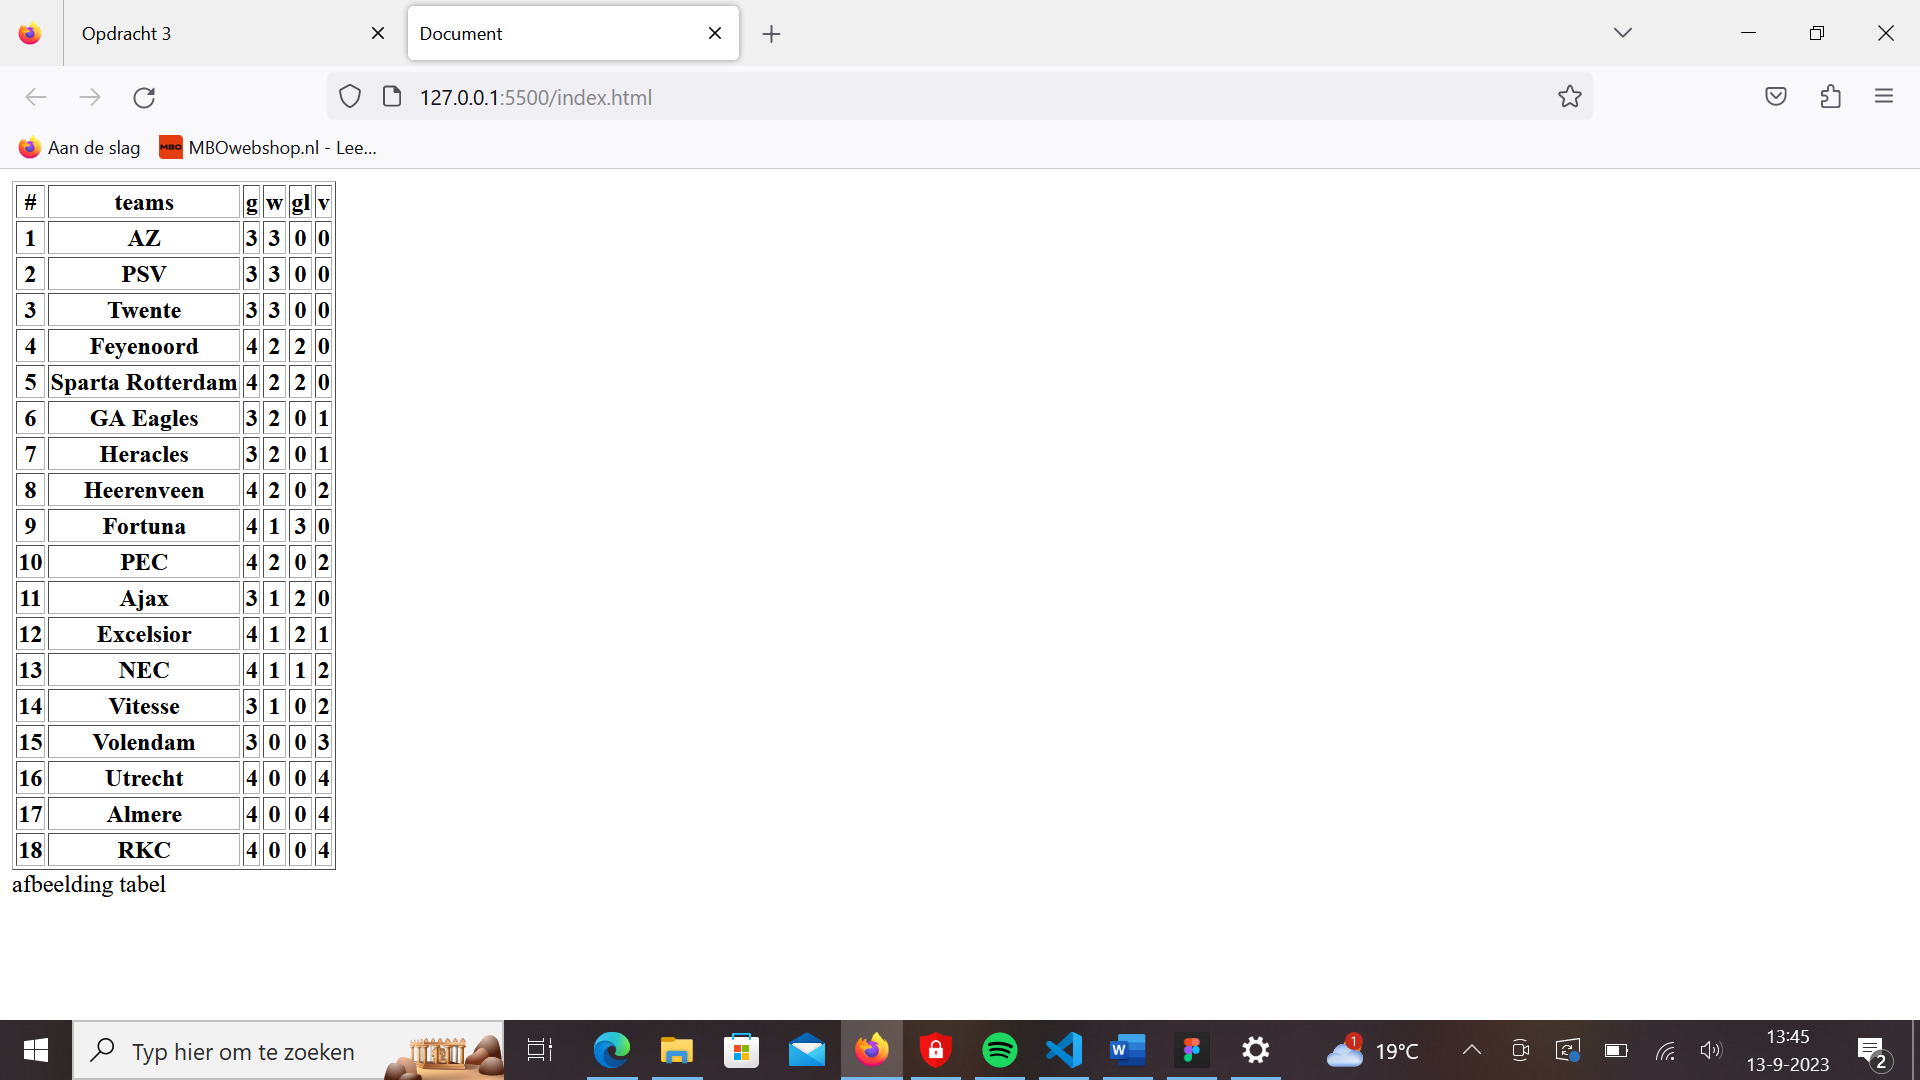 Opdracht 3
Document
127.0.0.1:5500/index.html
Aan de slag
MBO
MBOwebshop.nl - Lee...
# teams g w gl v
1 AZ 3 3 0 0
2 PSV 3 3 0 0
3 Twente 3 3 0 0
4 Feyenoord 4 2 2 0
5 Sparta Rotterdam 4 2 2 0
6 GA Eagles 3 2 0 1
7 Heracles 3 2 0 1
8 Heerenveen 4 2 0 2
9 Fortuna 4 1 3 0
10 PEC 4 2 0 2
11 Ajax 3 1 2 0
12 Excelsior 4 1 2 1
13 NEC 4 1 1 2
14 Vitesse 3 1 0 2
15 Volendam 3 0 0 3
16 Utrecht 4 0 0 4
17 Almere 4 0 0 4
18 RKC 4 0 0 4
afbeelding tabel
Typ hier om te zoeken
W
1
19°C
13:45
13-9-2023
2